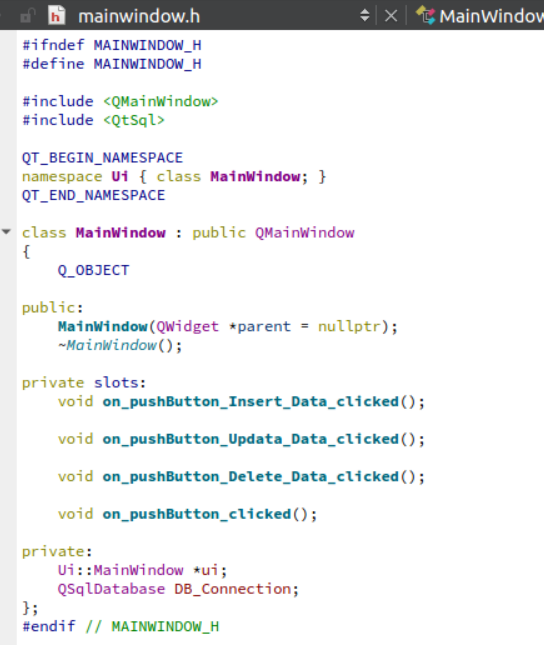 mainwindow.h MainWindow
#ifndef MAINWINDOW_H
#define MAINWINDOW_H
#include <QMainWindow>
#include <QtSql>
QT_BEGIN_NAMESPACE
namespace Ui { class MainWindow; }
QT_END_NAMESPACE
class MainWindow : public QMainWindow
{
    Q_OBJECT
public:
    MainWindow(QWidget *parent = nullptr);
    ~MainWindow();
private slots:
    void on_pushButton_Insert_Data_clicked();
    void on_pushButton_Updata_Data_clicked();
    void on_pushButton_Delete_Data_clicked();
    void on_pushButton_clicked();
private:
    Ui::MainWindow *ui;
    QSqlDatabase DB_Connection;
};
#endif // MAINWINDOW_H